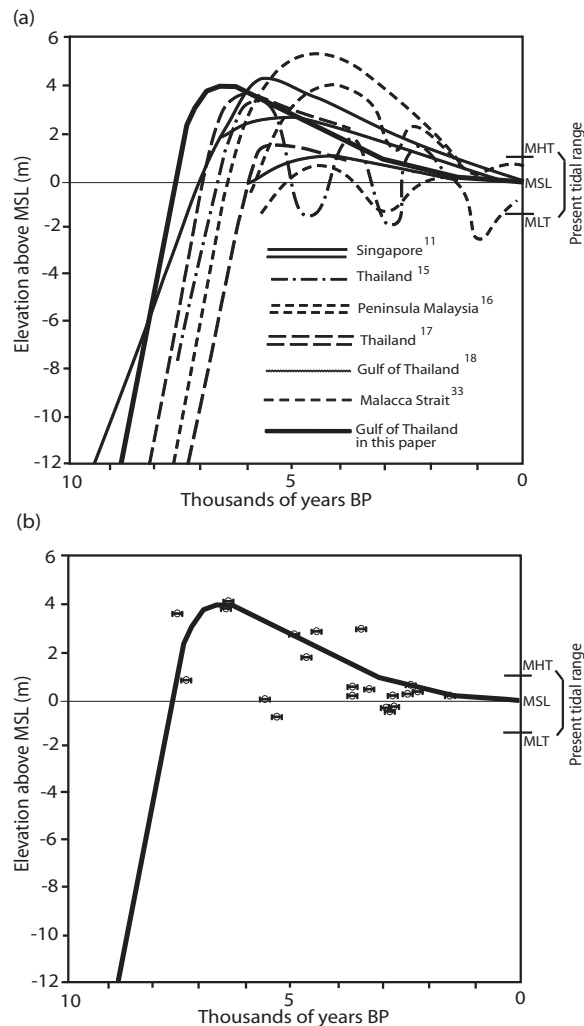 (a)
6
4
2
0
-2
-4
-6
-8
-10
-12
Elevation above MSL (m)
MHT
MSL
MLT
Present tidal range
Singapore 11
Thailand 15
Peninsula Malaysia 16
Thailand 17
Gulf of Thailand 18
Malacca Strait 33
Gulf of Thailand
in this paper
10 5 0
Thousands of years BP
(b)
6
4
2
0
-2
-4
-6
-8
-10
-12
Elevation above MSL (m)
MHT
MSL
MLT
Present tidal range
10 5 0
Thousands of years BP